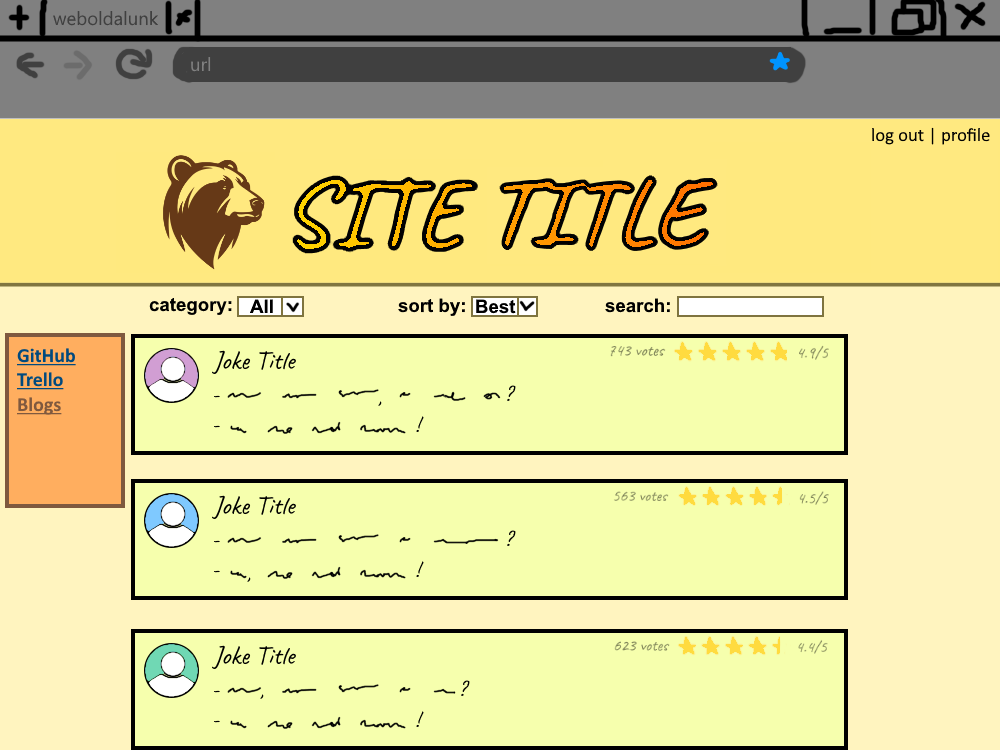 weboldalunk
url
log out | profile
SITE TITLE
category: All sort by: Best search:
GitHub
Trello
Blogs
Joke Title 743 votes 4.9/5
Joke Title 563 votes 4.5/5
Joke Title 623 votes 4.4/5